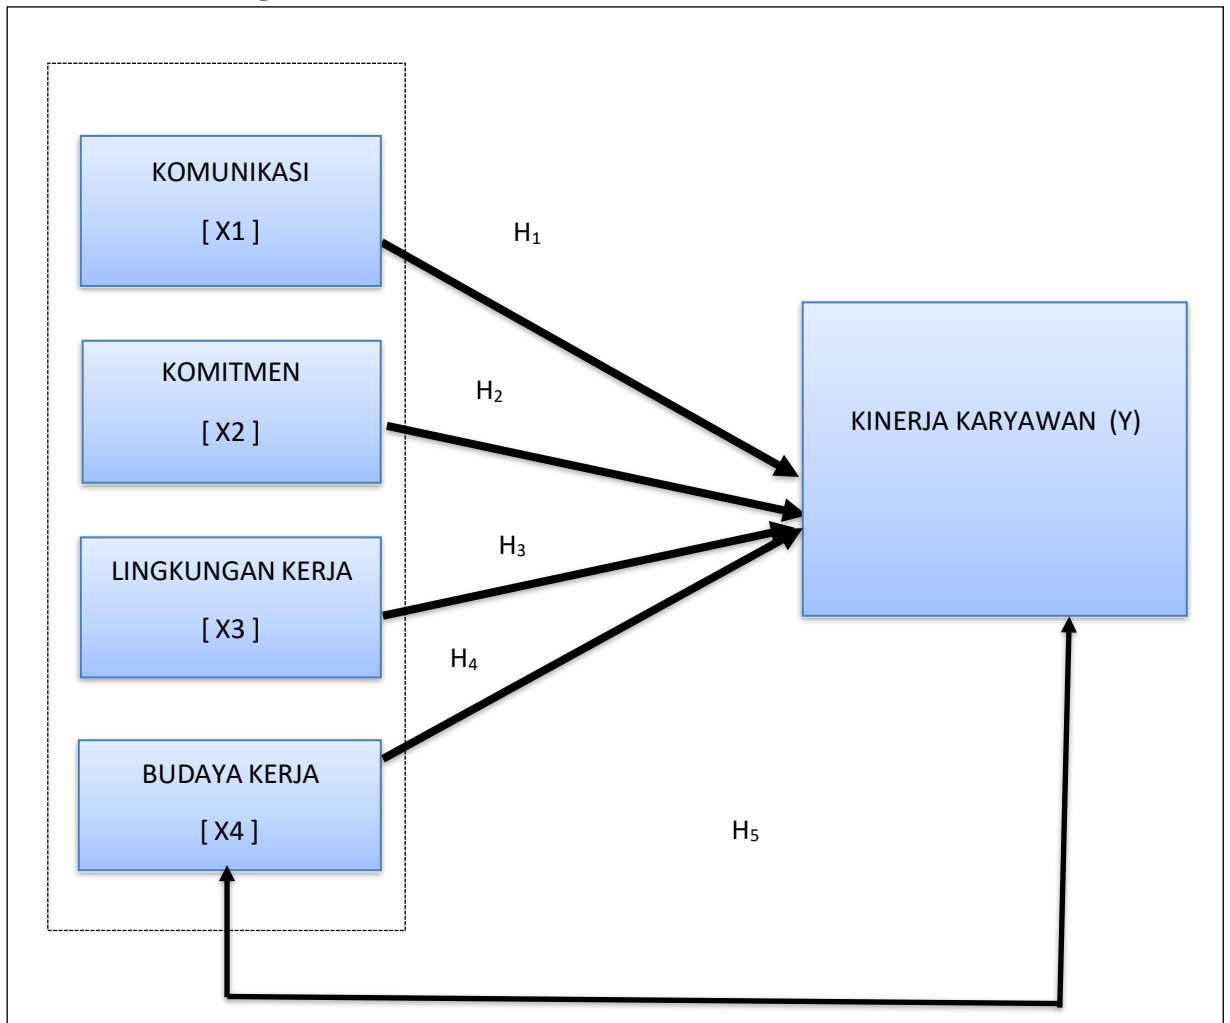 KOMUNIKASI
[ X1 ]
H₁
KOMITMEN
[ X2 ]
H₂
KINERJA KARYAWAN (Y)
LINGKUNGAN KERJA
[ X3 ]
H₃
H₄
BUDAYA KERJA
[ X4 ]
H₅